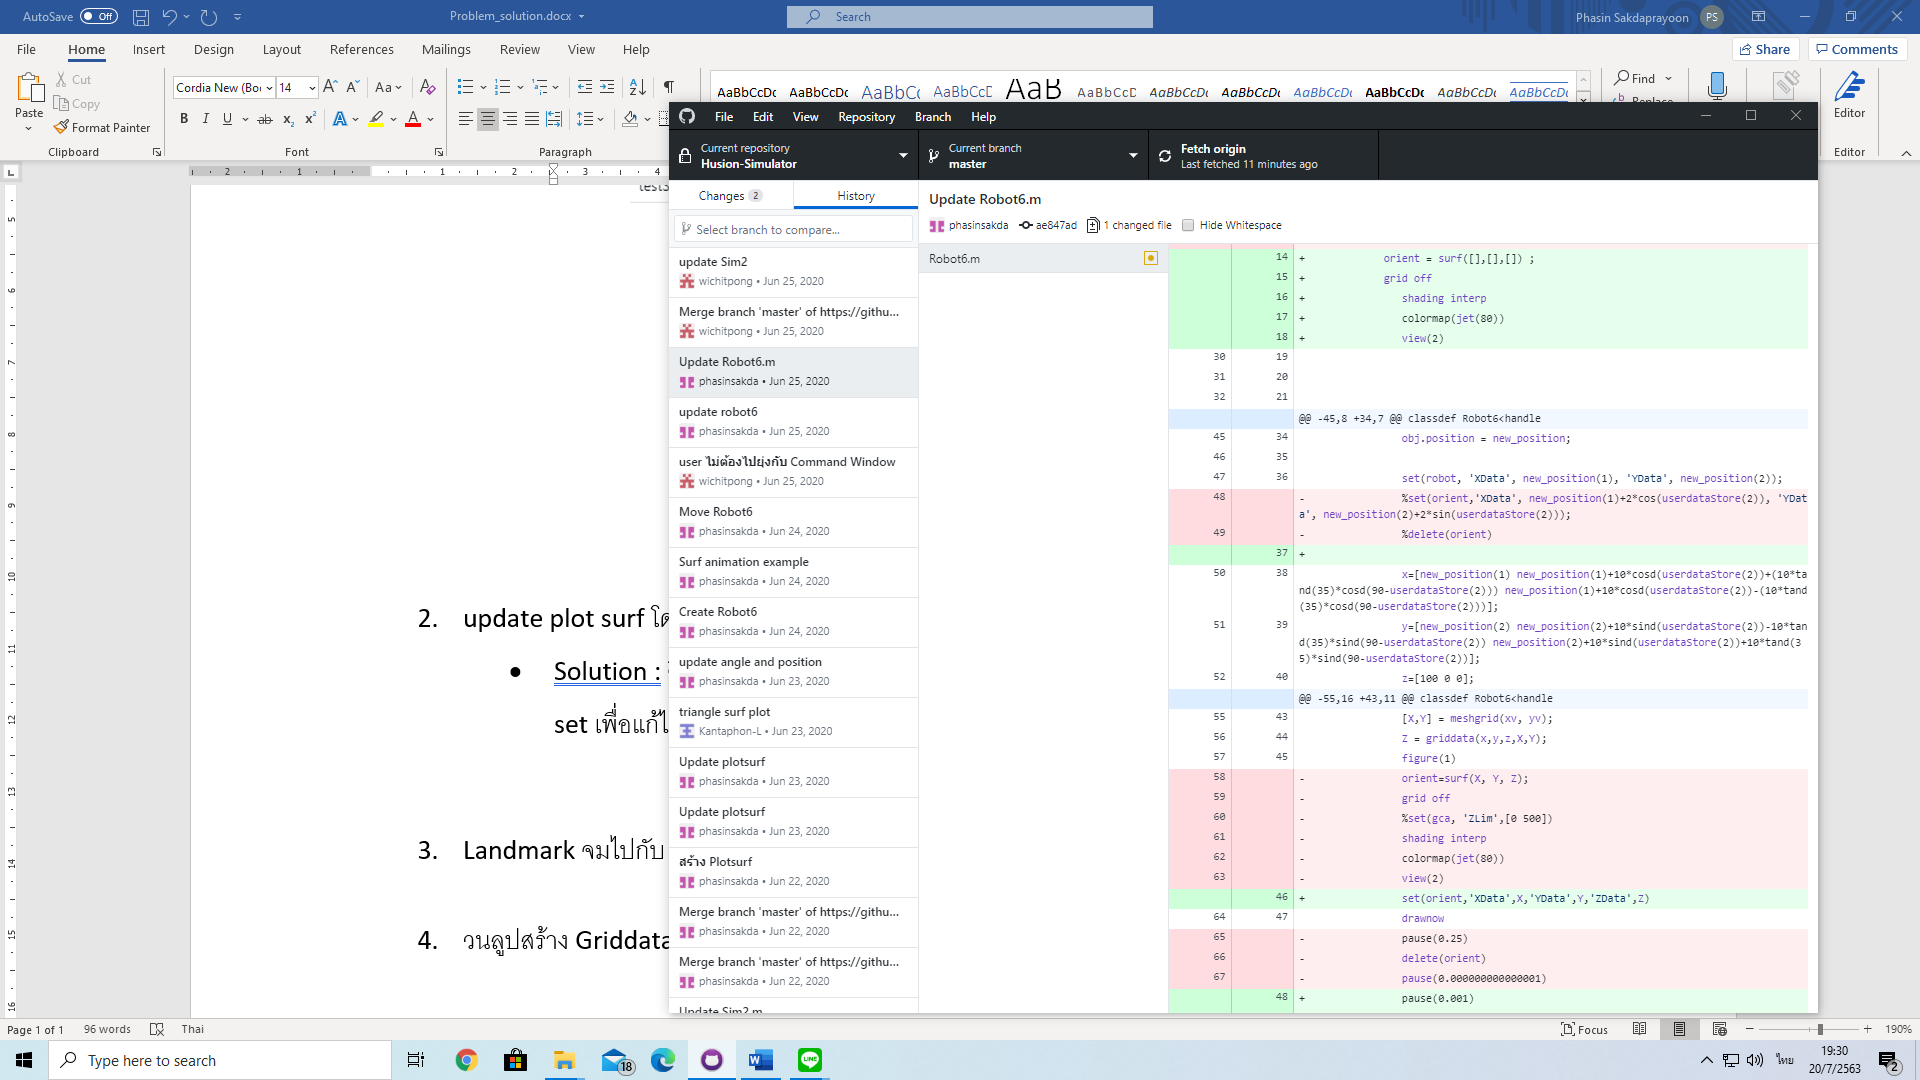 AutoSave Off Problem_solution.docx Search Phasin Sakdaprayoon PS
File Home Insert Design Layout References Mailings Review View Help Share Comments
Paste Cut Copy Format Painter
Cordia New (Boc 14 Aa
AaBbCcDc AaBbCcDc AaBbCc AaBbCcD AaB AaBbCcD AaBbCcDc AaBbCcDc AaBbCcDc AaBbCcDc AaBbCcDc AaBbCcDc
Find Replace Editor
Clipboard Font Paragraph Editor
File Edit View Repository Branch Help
Current repository
Husion-Simulator
Current branch
master
Fetch origin
Last fetched 11 minutes ago
Changes 2 History
Select branch to compare...
update Sim2
wichitpong • Jun 25, 2020
Merge branch 'master' of https://githu...
wichitpong • Jun 25, 2020
Update Robot6.m
phasinsakda • Jun 25, 2020
update robot6
phasinsakda • Jun 25, 2020
user ไม่ต้องไปยุ่งกับ Command Window
wichitpong • Jun 25, 2020
Move Robot6
phasinsakda • Jun 24, 2020
Surf animation example
phasinsakda • Jun 24, 2020
Create Robot6
phasinsakda • Jun 24, 2020
update angle and position
phasinsakda • Jun 23, 2020
triangle surf plot
Kantaphon-L • Jun 23, 2020
Update plotsurf
phasinsakda • Jun 23, 2020
Update plotsurf
phasinsakda • Jun 23, 2020
สร้าง Plotsurf
phasinsakda • Jun 22, 2020
Merge branch 'master' of https://githu...
phasinsakda • Jun 22, 2020
Merge branch 'master' of https://githu...
phasinsakda • Jun 22, 2020
Update Sim2.m
Update Robot6.m
phasinsakda ae847ad 1 changed file Hide Whitespace
Robot6.m
14 + orient = surf([],[],[]) ;
15 + grid off
16 + shading interp
17 + colormap(jet(80))
18 + view(2)
30 19
31 20
32 21
@@ -45,8 +34,7 @@ classdef Robot6<handle
45 34 obj.position = new_position;
46 35
47 36 set(robot, 'XData', new_position(1), 'YData', new_position(2));
48 - %set(orient,'XData', new_position(1)+2*cos(userdataStore(2)), 'YDat
a', new_position(2)+2*sin(userdataStore(2)));
49 - %delete(orient)
37 +
50 38 x=[new_position(1) new_position(1)+10*cosd(userdataStore(2))+(10*ta
nd(35)*cosd(90-userdataStore(2))) new_position(1)+10*cosd(userdataStore(2))-(10*tand
(35)*cosd(90-userdataStore(2)))];
51 39 y=[new_position(2) new_position(2)+10*sind(userdataStore(2))-10*tan
d(35)*sind(90-userdataStore(2)) new_position(2)+10*sind(userdataStore(2))+10*tand(3
5)*sind(90-userdataStore(2))];
52 40 z=[100 0 0];
@@ -55,16 +43,11 @@ classdef Robot6<handle
55 43 [X,Y] = meshgrid(xv, yv);
56 44 Z = griddata(x,y,z,X,Y);
57 45 figure(1)
58 - orient=surf(X, Y, Z);
59 - grid off
60 - %set(gca, 'ZLim',[0 500])
61 - shading interp
62 - colormap(jet(80))
63 - view(2)
46 + set(orient,'XData',X,'YData',Y,'ZData',Z)
64 47 drawnow
65 - pause(0.25)
66 - delete(orient)
67 - pause(0.000000000000001)
48 + pause(0.001)
2. update plot surf
• Solution :
set เพื่อแก้ไ
3. Landmark จมไปกับ
4. วนลูปสร้าง Griddata
Page 1 of 1 96 words Thai Focus 190%
Type here to search 18 LINE ไทย 19:30
20/7/2563 2